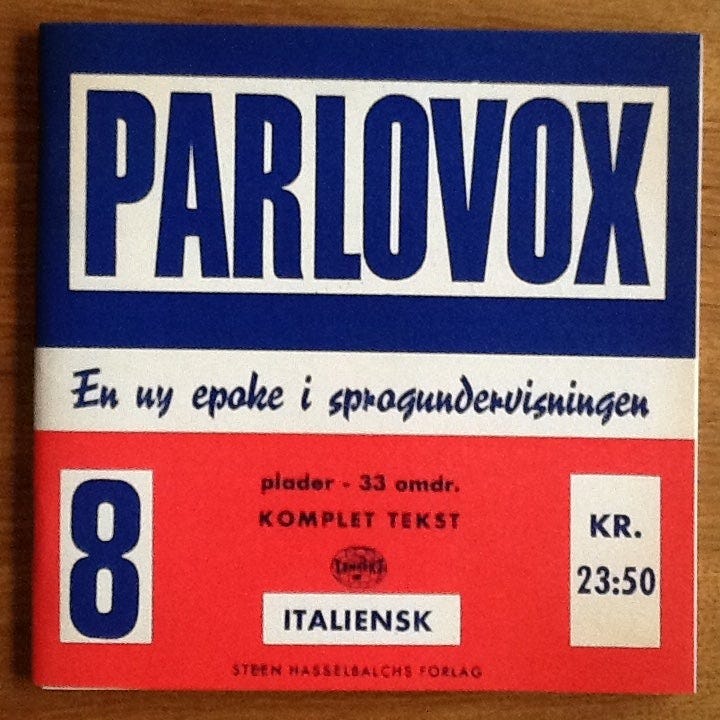 PARLOVOX
En ny epoke i sprogundervisningen
8
plader - 33 omdr.
KOMPLET TEKST
ITALIENSK
KR.
23:50
STEEN HASSELBALCHS FORLAG